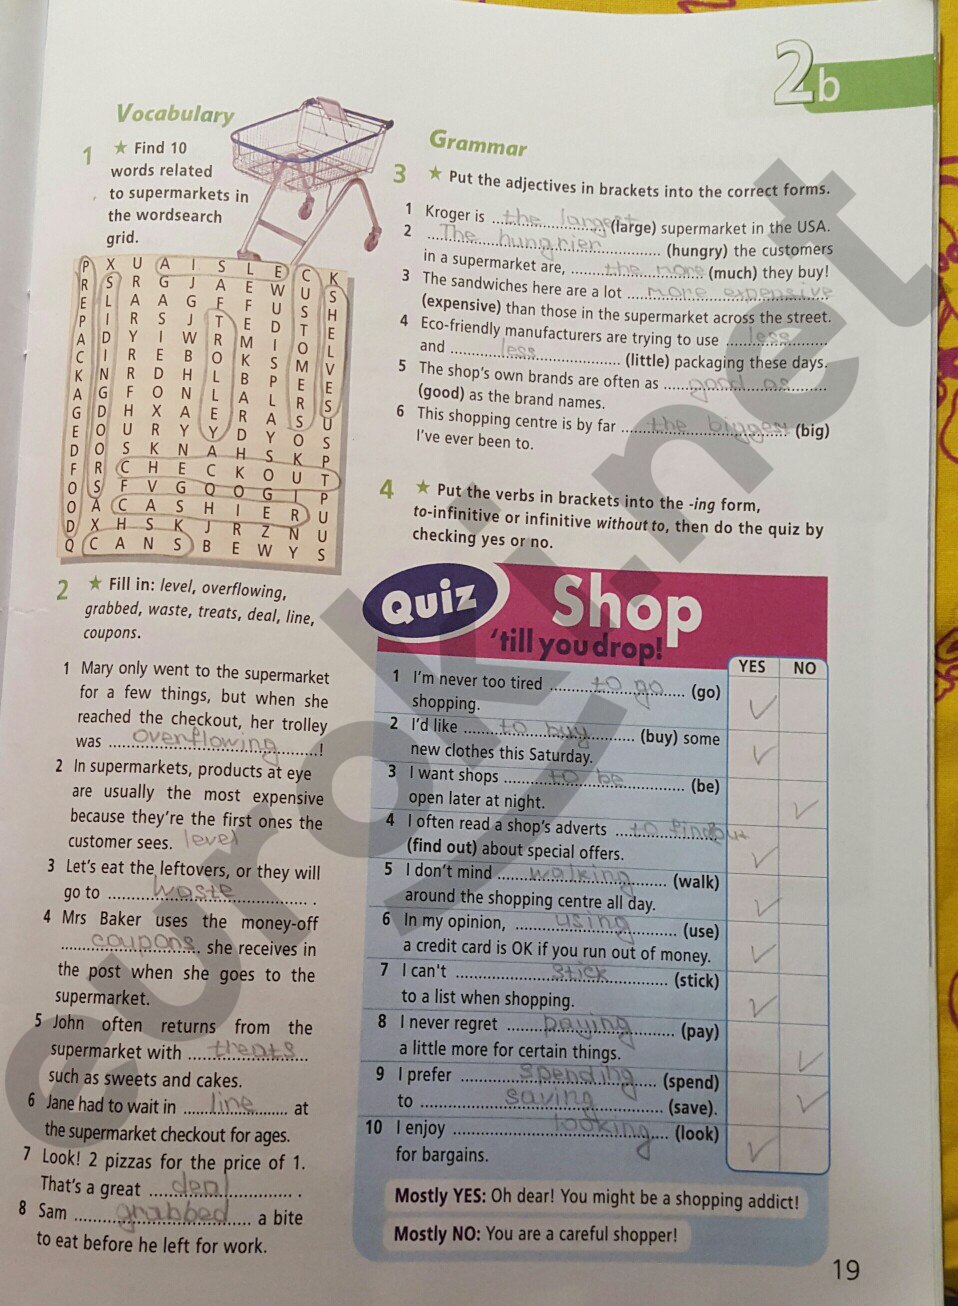 2b
Vocabulary
1 ★ Find 10
words related
to supermarkets in
the wordsearch
grid.
P X U A I S L E C K
R S R G J A E W U S
E L A A G F F U S H
P I R S J T E D T E
A D Y I W R M I O L
C I R E B O K S M V
K N R D H L B P E E
A G F O N L A L R S
G D H X A E R A S U
E O U R Y Y D Y O S
D O S K N A H S K P
F R C H E C K O U T
O S F V G Q O G I P
O A C A S H I E R U
D X H S K J R Z N U
Q C A N S B E W Y S
2 ★ Fill in: level, overflowing,
grabbed, waste, treats, deal, line,
coupons.
1 Mary only went to the supermarket
for a few things, but when she
reached the checkout, her trolley
was overflowing!
2 In supermarkets, products at eye
are usually the most expensive
because they're the first ones the
customer sees. level
3 Let's eat the leftovers, or they will
go to waste.
4 Mrs Baker uses the money-off
coupons she receives in
the post when she goes to the
supermarket.
5 John often returns from the
supermarket with theats
such as sweets and cakes.
6 Jane had to wait in line at
the supermarket checkout for ages.
7 Look! 2 pizzas for the price of 1.
That's a great deal.
8 Sam grabbed a bite
to eat before he left for work.
Grammar
3 ★ Put the adjectives in brackets into the correct forms.
1 Kroger is the largest (large) supermarket in the USA.
2 The hungrier (hungry) the customers
in a supermarket are, the more (much) they buy!
3 The sandwiches here are a lot more expensive
(expensive) than those in the supermarket across the street.
4 Eco-friendly manufacturers are trying to use less
and less (little) packaging these days.
5 The shop's own brands are often as good as
(good) as the brand names.
6 This shopping centre is by far the bigges (big)
I've ever been to.
4 ★ Put the verbs in brackets into the -ing form,
to-infinitive or infinitive without to, then do the quiz by
checking yes or no.
Quiz Shop
'till you drop!
YES NO
1 I'm never too tired to go (go)
shopping.
2 I'd like to buy (buy) some
new clothes this Saturday.
3 I want shops to be (be)
open later at night.
4 I often read a shop's adverts to find out
(find out) about special offers.
5 I don't mind walking (walk)
around the shopping centre all day.
6 In my opinion, using (use)
a credit card is OK if you run out of money.
7 I can't stick (stick)
to a list when shopping.
8 I never regret paying (pay)
a little more for certain things.
9 I prefer spending (spend)
to saving (save).
10 I enjoy looking (look)
for bargains.
Mostly YES: Oh dear! You might be a shopping addict!
Mostly NO: You are a careful shopper!
19
euroki.net